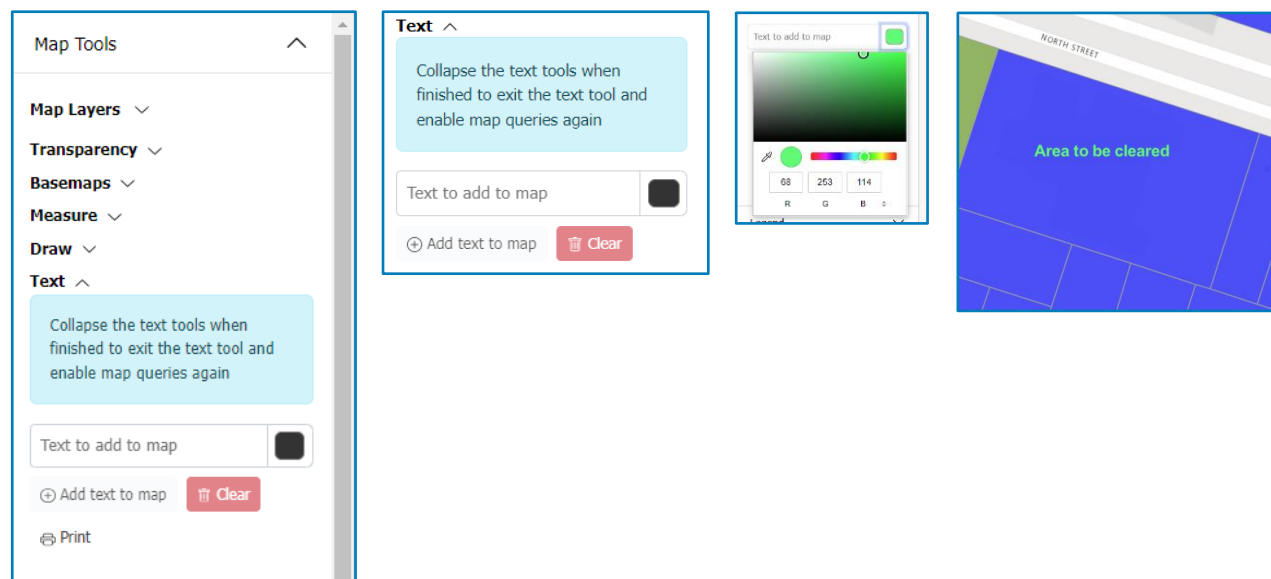 Map Tools
Map Layers
Transparency
Basemaps
Measure
Draw
Text
Collapse the text tools when
finished to exit the text tool and
enable map queries again
Text to add to map
Add text to map
Clear
Print
Text
Collapse the text tools when
finished to exit the text tool and
enable map queries again
Text to add to map
Add text to map
Clear
Text to add to map
68 253 114
R G B
Legend
NORTH STREET
Area to be cleared